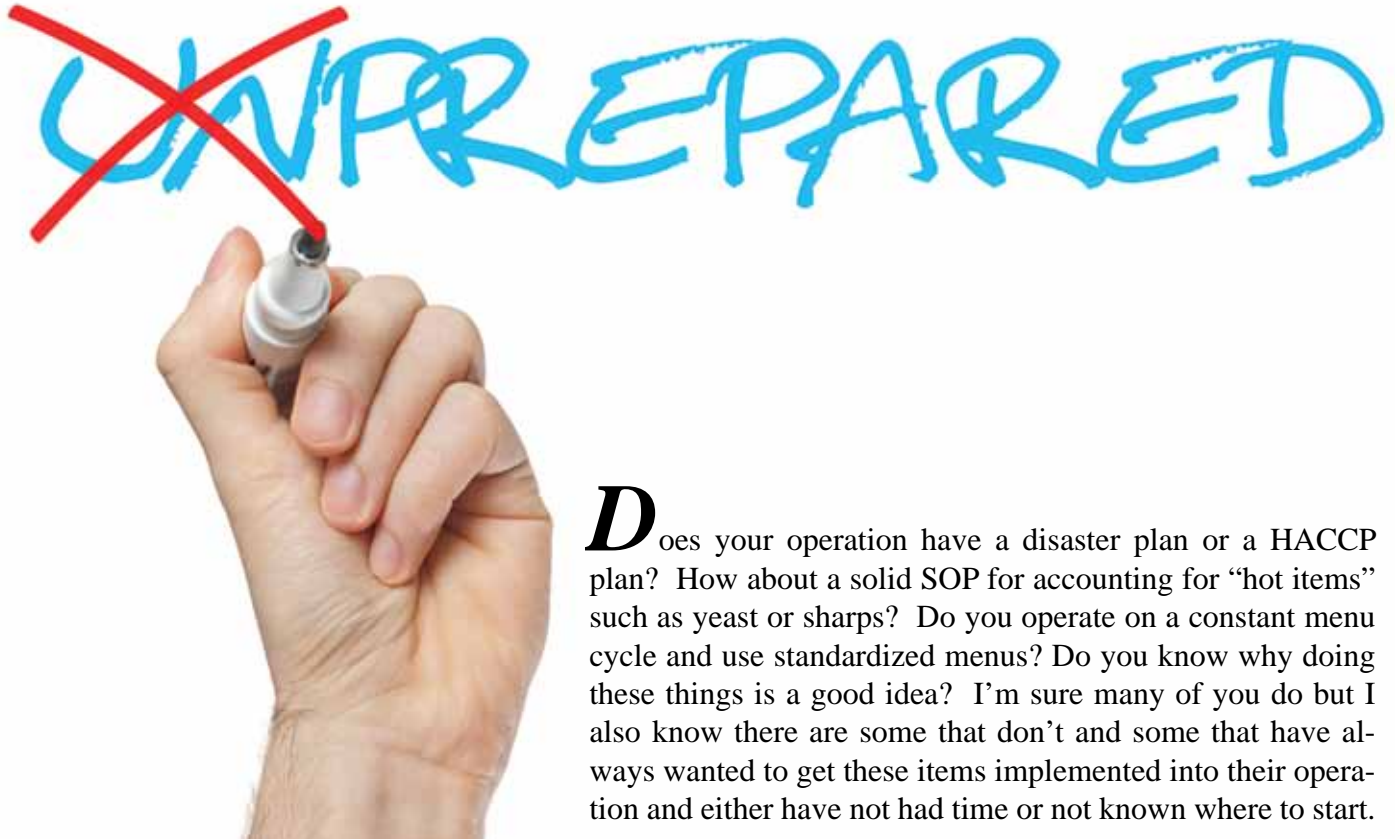 UNPREPARED
Does your operation have a disaster plan or a HACCP
plan? How about a solid SOP for accounting for “hot items”
such as yeast or sharps? Do you operate on a constant menu
cycle and use standardized menus? Do you know why doing
these things is a good idea? I’m sure many of you do but I
also know there are some that don’t and some that have al-
ways wanted to get these items implemented into their opera-
tion and either have not had time or not known where to start.